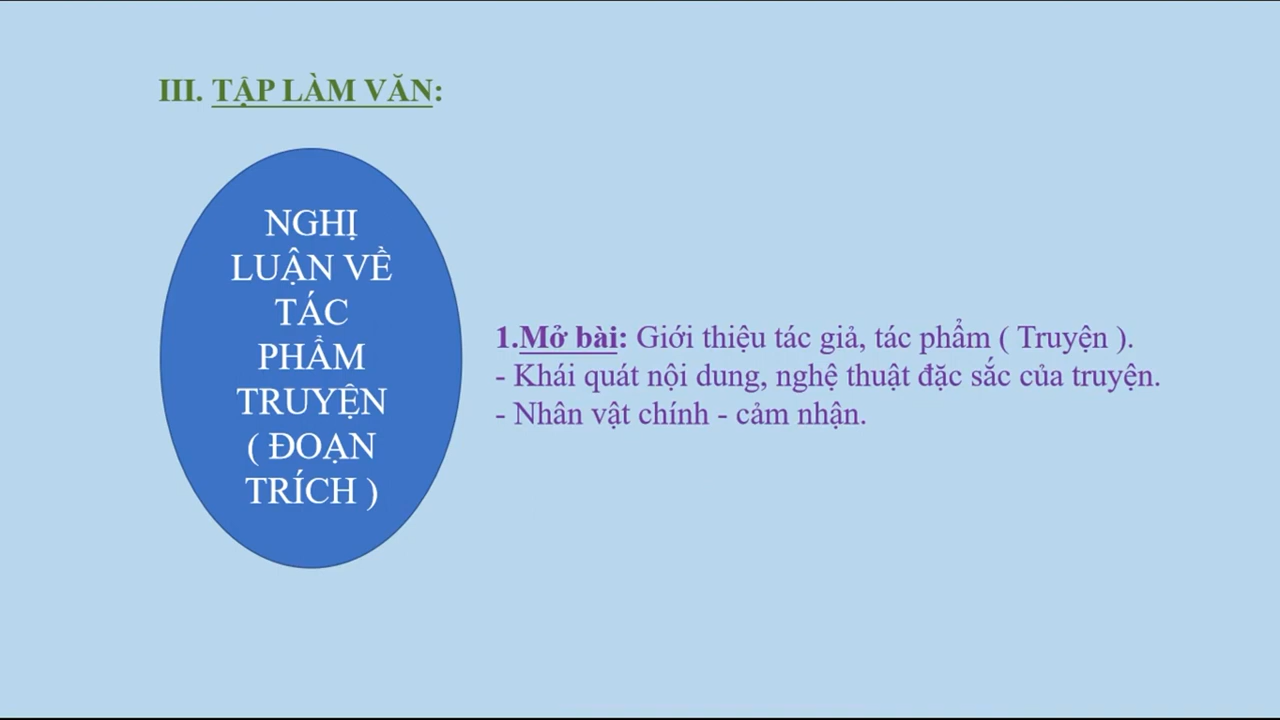 III. TẬP LÀM VĂN:
NGHỊ
LUẬN VỀ
TÁC
PHẨM
TRUYỆN
( ĐOẠN
TRÍCH )
1.Mở bài: Giới thiệu tác giả, tác phẩm ( Truyện ).
- Khái quát nội dung, nghệ thuật đặc sắc của truyện.
- Nhân vật chính - cảm nhận.